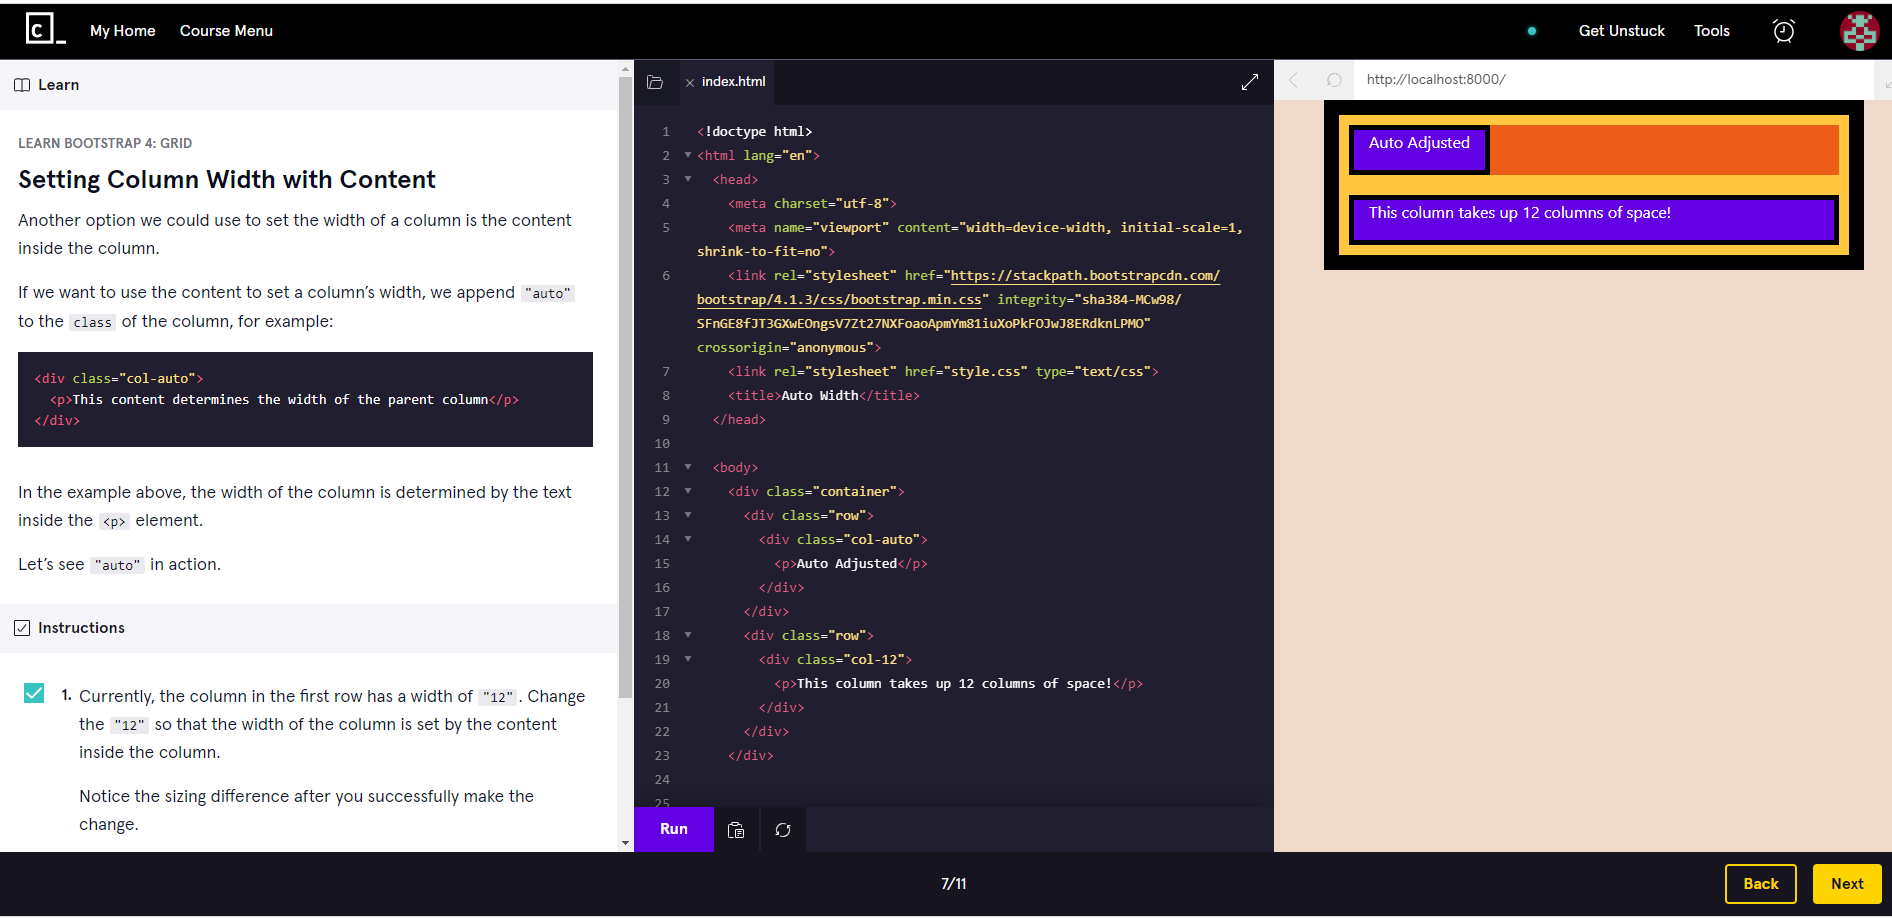 C_
My Home
Course Menu
Get Unstuck
Tools
Learn
LEARN BOOTSTRAP 4: GRID
Setting Column Width with Content
Another option we could use to set the width of a column is the content
inside the column.
If we want to use the content to set a column’s width, we append "auto"
to the class of the column, for example:
<div class="col-auto">
<p>This content determines the width of the parent column</p>
</div>
In the example above, the width of the column is determined by the text
inside the <p> element.
Let’s see "auto" in action.
Instructions
1. Currently, the column in the first row has a width of "12". Change
the "12" so that the width of the column is set by the content
inside the column.
Notice the sizing difference after you successfully make the
change.
index.html
1 <!doctype html>
2 <html lang="en">
3 <head>
4 <meta charset="utf-8">
5 <meta name="viewport" content="width=device-width, initial-scale=1,
shrink-to-fit=no">
6 <link rel="stylesheet" href="https://stackpath.bootstrapcdn.com/
bootstrap/4.1.3/css/bootstrap.min.css" integrity="sha384-MCw98/
SFnGE8fJT3GXwEOngsV7Zt27NXFoaoApmYm81iuXoPkFOJwJ8ERdknLPMO"
crossorigin="anonymous">
7 <link rel="stylesheet" href="style.css" type="text/css">
8 <title>Auto Width</title>
9 </head>
10
11 <body>
12 <div class="container">
13 <div class="row">
14 <div class="col-auto">
15 <p>Auto Adjusted</p>
16 </div>
17 </div>
18 <div class="row">
19 <div class="col-12">
20 <p>This column takes up 12 columns of space!</p>
21 </div>
22 </div>
23 </div>
24
25
Run
http://localhost:8000/
Auto Adjusted
This column takes up 12 columns of space!
7/11
Back
Next